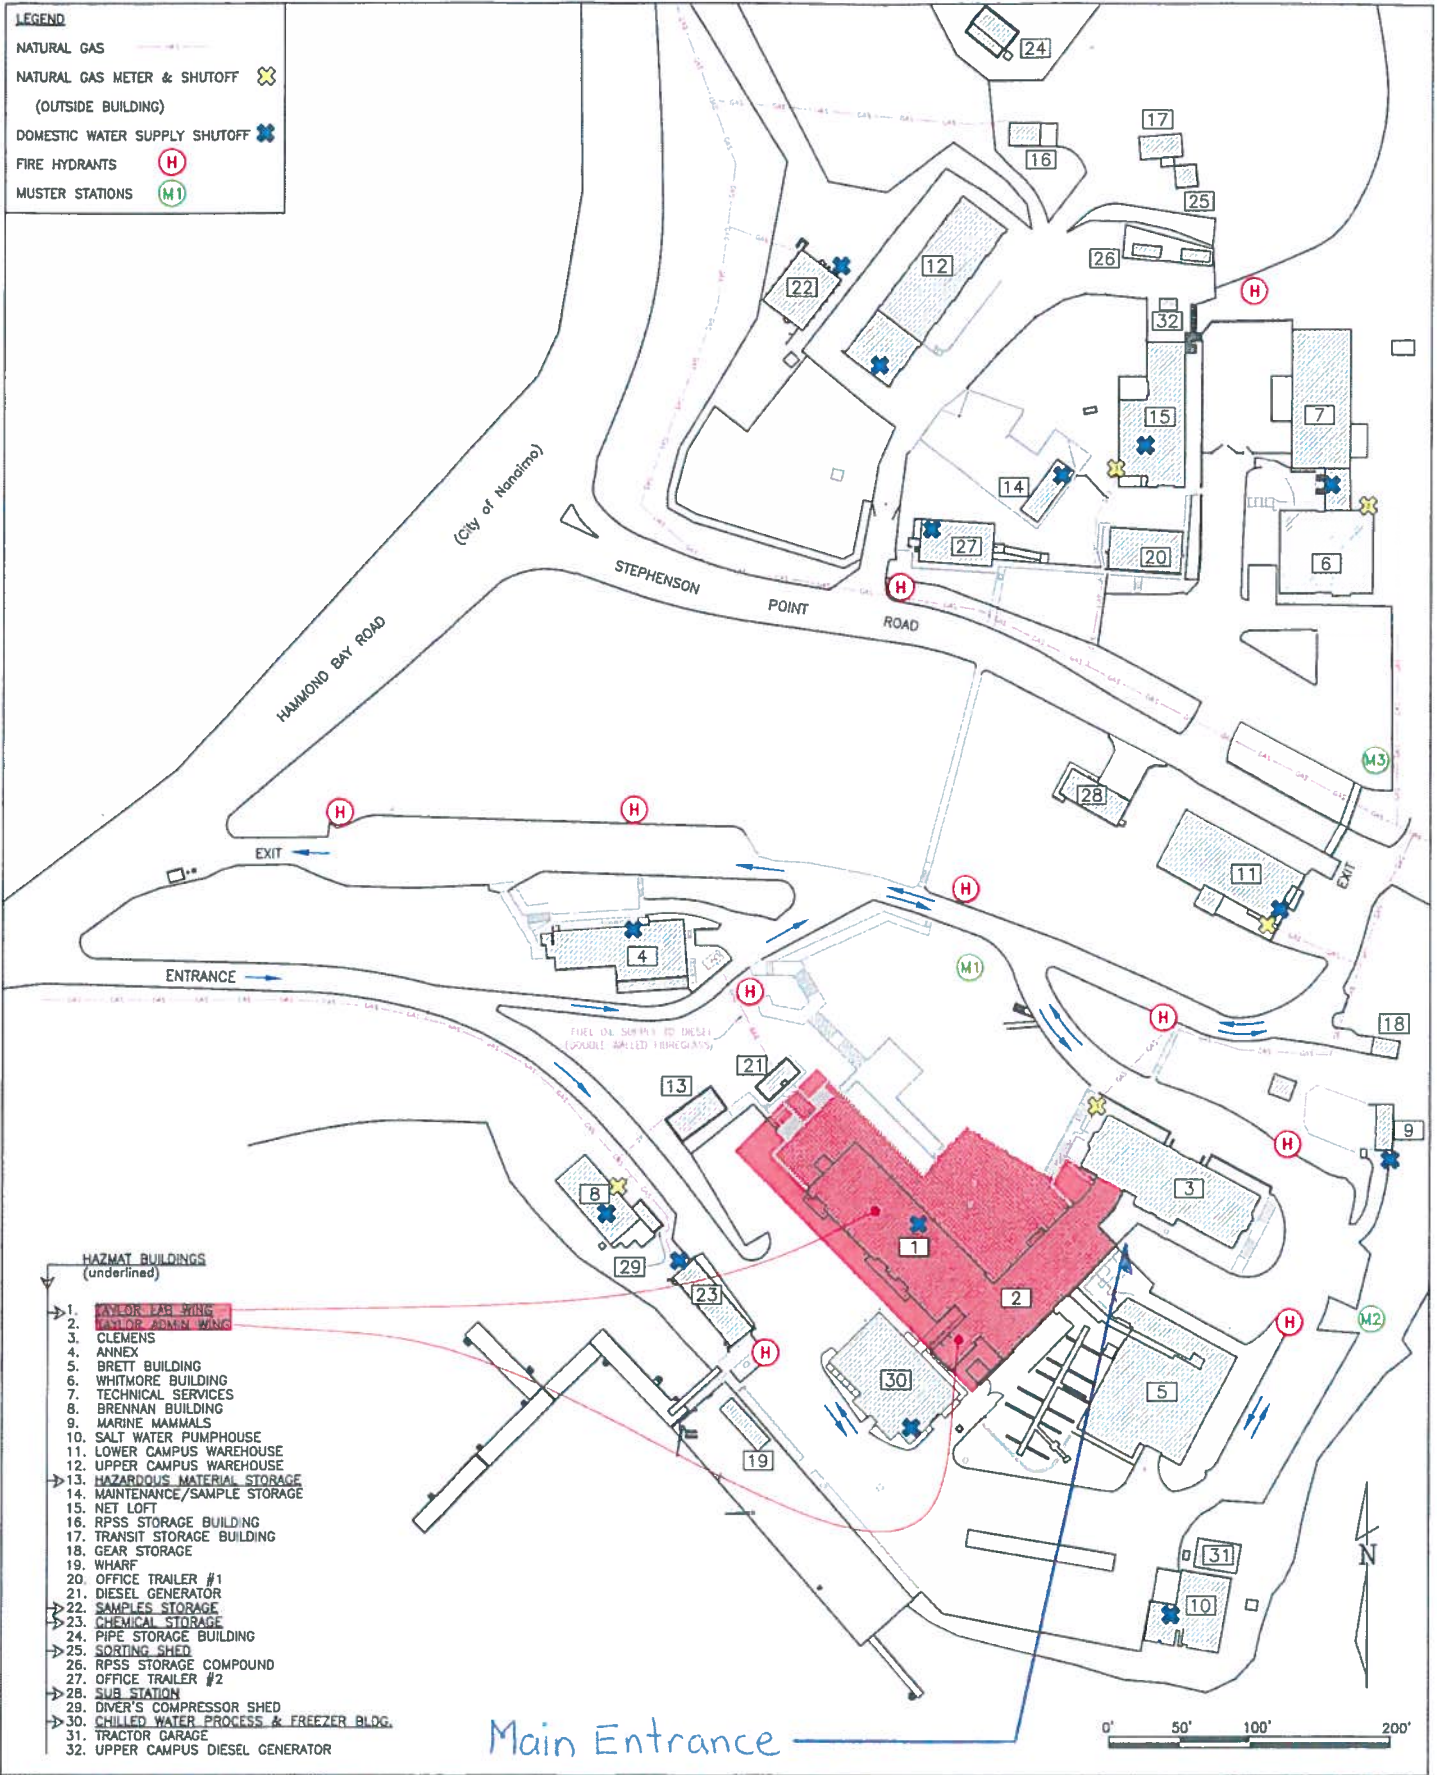 LEGEND
NATURAL GAS
NATURAL GAS METER & SHUTOFF
(OUTSIDE BUILDING)
DOMESTIC WATER SUPPLY SHUTOFF
FIRE HYDRANTS H
MUSTER STATIONS M1
24
17
16
25
26
12
22
H
32
7
15
14
27
20
6
(City of Nanaimo)
STEPHENSON POINT ROAD
H
HAMMOND BAY ROAD
M3
28
H
H
EXIT
11
EXIT
H
4
M1
ENTRANCE
H
H
18
FUEL OIL SUPPLY TO DIESEL
(DOUBLE WALLED FIBREGLASS)
21
13
9
H
3
8
1
29
2
23
H
M2
H
30
5
19
31
10
N
HAZMAT BUILDINGS
(underlined)
1. TAYLOR LAB WING
2. TAYLOR ADMIN WING
3. CLEMENS
4. ANNEX
5. BRETT BUILDING
6. WHITMORE BUILDING
7. TECHNICAL SERVICES
8. BRENNAN BUILDING
9. MARINE MAMMALS
10. SALT WATER PUMPHOUSE
11. LOWER CAMPUS WAREHOUSE
12. UPPER CAMPUS WAREHOUSE
13. HAZARDOUS MATERIAL STORAGE
14. MAINTENANCE/SAMPLE STORAGE
15. NET LOFT
16. RPSS STORAGE BUILDING
17. TRANSIT STORAGE BUILDING
18. GEAR STORAGE
19. WHARF
20. OFFICE TRAILER #1
21. DIESEL GENERATOR
22. SAMPLES STORAGE
23. CHEMICAL STORAGE
24. PIPE STORAGE BUILDING
25. SORTING SHED
26. RPSS STORAGE COMPOUND
27. OFFICE TRAILER #2
28. SUB STATION
29. DIVER'S COMPRESSOR SHED
30. CHILLED WATER PROCESS & FREEZER BLDG.
31. TRACTOR GARAGE
32. UPPER CAMPUS DIESEL GENERATOR
Main Entrance
0' 50' 100' 200'